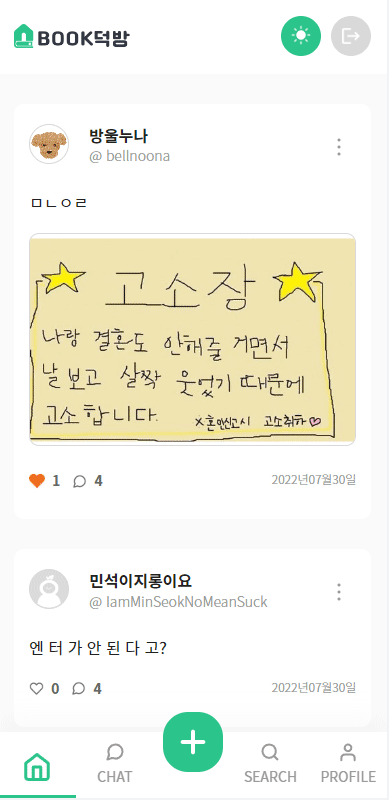 BOOK덕방
방울누나
@ bellnoona
ㅁㄴㅇㄹ
고소장
나랑 결혼도 안해줄 거면서
날 보고 살짝 웃었기 때문에
고소합니다.
X혼인신고시 고소취하
1 4
2022년07월30일
민석이지롱이요
@ IamMinSeokNoMeanSuck
엔 터 가 안 된 다 고?
0 4
2022년07월30일
CHAT
SEARCH
PROFILE